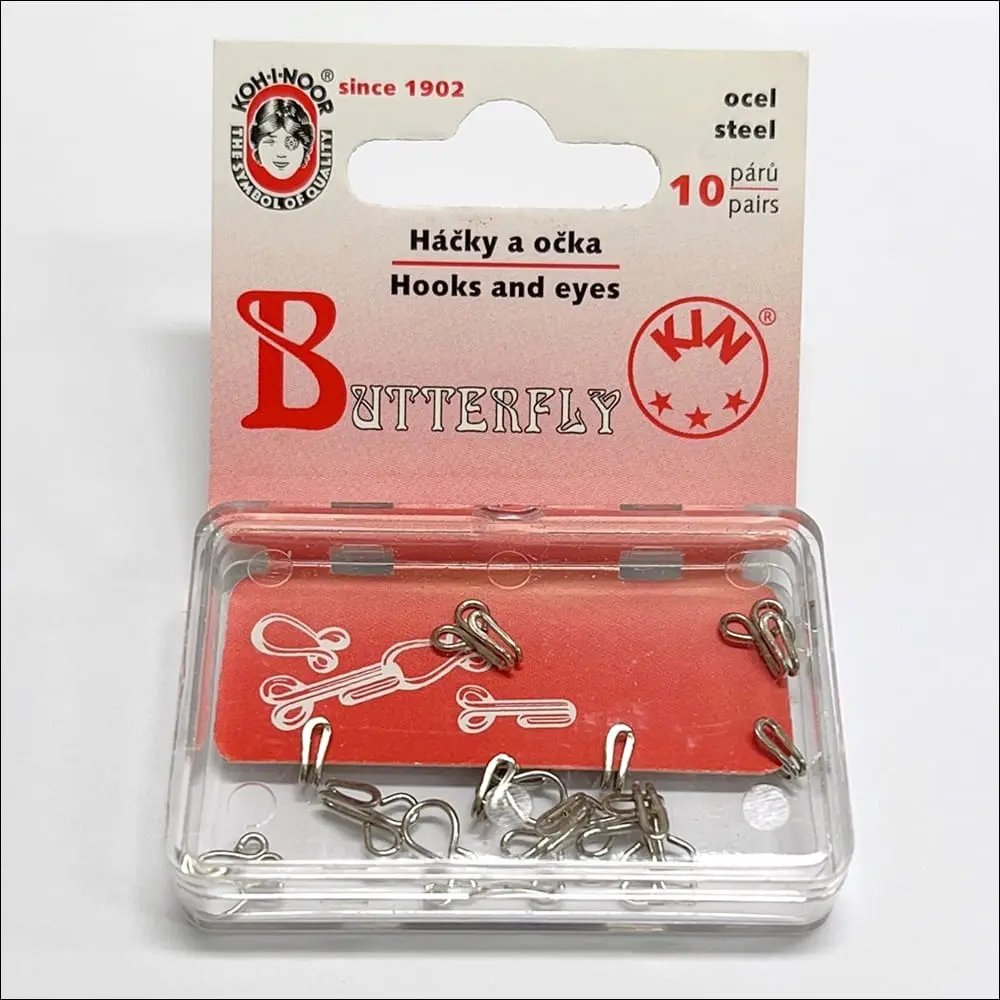 KOH-I-NOOR®
THE SYMBOL OF QUALITY
since 1902
ocel
steel
10 párů
pairs
Háčky a očka
Hooks and eyes
BUTTERFLY
KIN ®